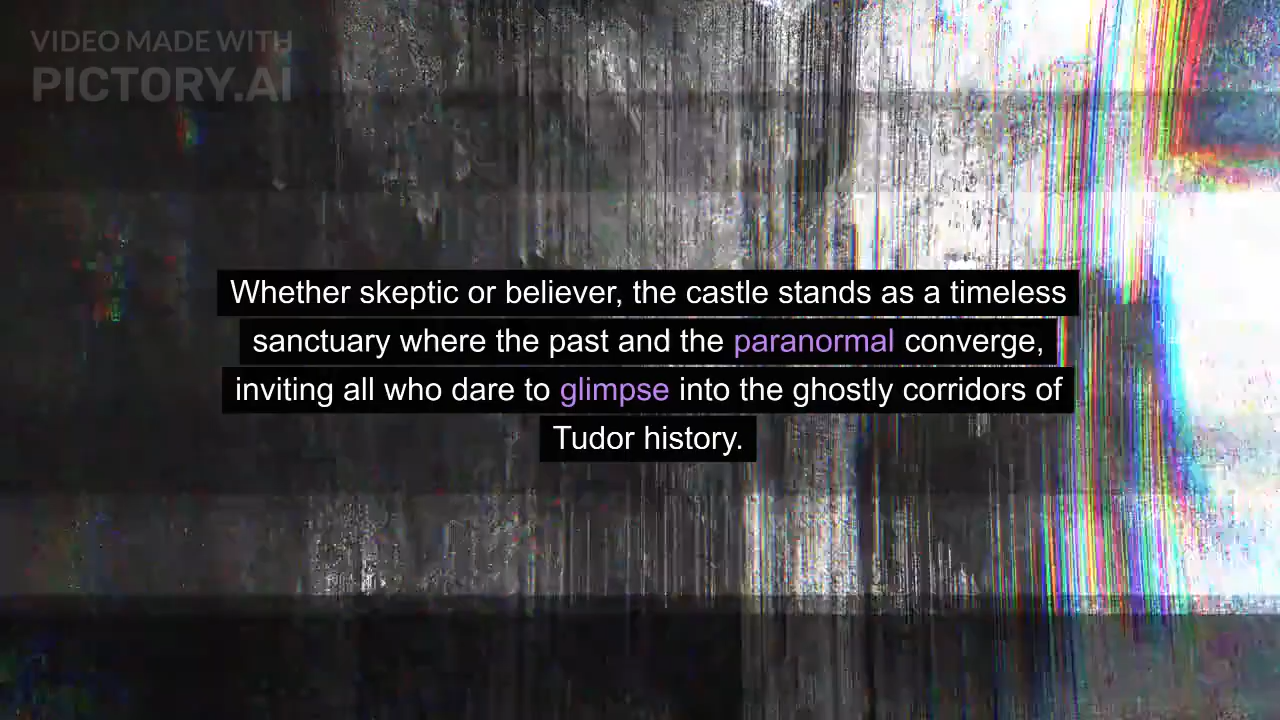 VIDEO MADE WITH
PICTORY.AI
Whether skeptic or believer, the castle stands as a timeless
sanctuary where the past and the paranormal converge,
inviting all who dare to glimpse into the ghostly corridors of
Tudor history.